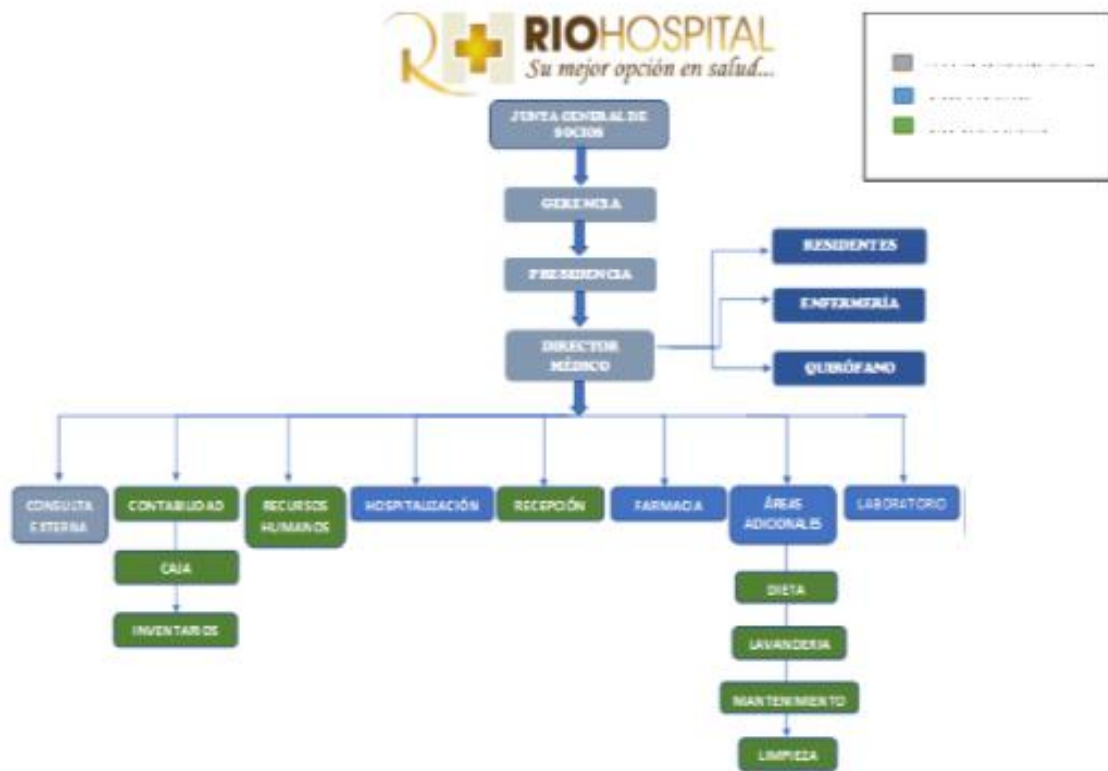 RIOHOSPITAL
Su mejor opción en salud...
JUNTA GENERAL DE
SOCIOS
GERENCIA
PRESIDENCIA
DIRECTOR
MÉDICO
RESIDENTES
ENFERMERÍA
QUIRÓFANO
CONSULTA
EXTERNA
CONTABILIDAD
RECURSOS
HUMANOS
HOSPITALIZACIÓN
RECEPCIÓN
FARMACIA
ÁREAS
ADICIONALES
LABORATORIO
CAJA
INVENTARIOS
DIETA
LAVANDERIA
MANTENIMIENTO
LIMPIEZA